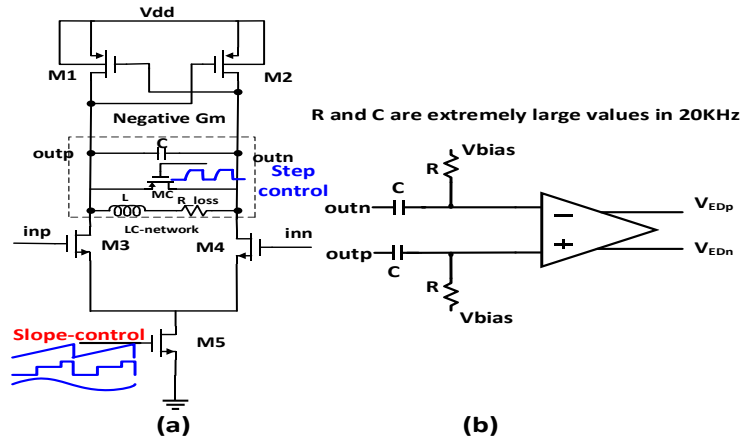 Vdd
M1
M2
Negative Gm
outp
C
outn
MC
Step
control
L
R_loss
LC-network
inp
M3
M4
inn
Slope-control
M5
(a)
R and C are extremely large values in 20KHz
Vbias
R
outn
C
−
VEDp
outp
C
+
VEDn
R
Vbias
(b)